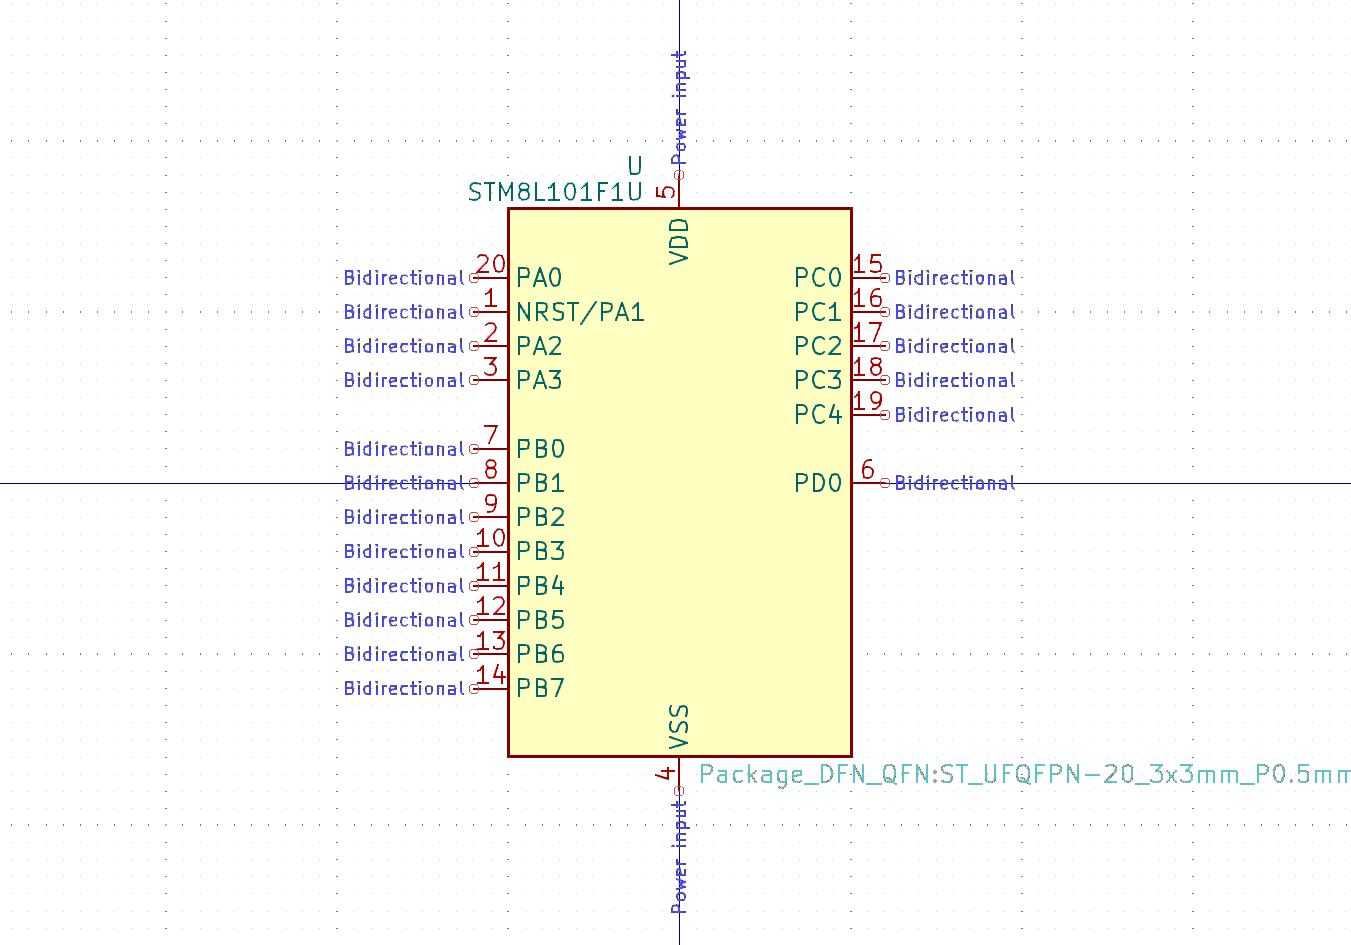 Power input
U
STM8L101F1U
5
VDD
Bidirectional 20 PA0 PC0 15 Bidirectional
Bidirectional 1 NRST/PA1 PC1 16 Bidirectional
Bidirectional 2 PA2 PC2 17 Bidirectional
Bidirectional 3 PA3 PC3 18 Bidirectional
PC4 19 Bidirectional
Bidirectional 7 PB0
Bidirectional 8 PB1 PD0 6 Bidirectional
Bidirectional 9 PB2
Bidirectional 10 PB3
Bidirectional 11 PB4
Bidirectional 12 PB5
Bidirectional 13 PB6
Bidirectional 14 PB7
VSS
4
Package_DFN_QFN:ST_UFQFPN-20_3x3mm_P0.5mm
Power input